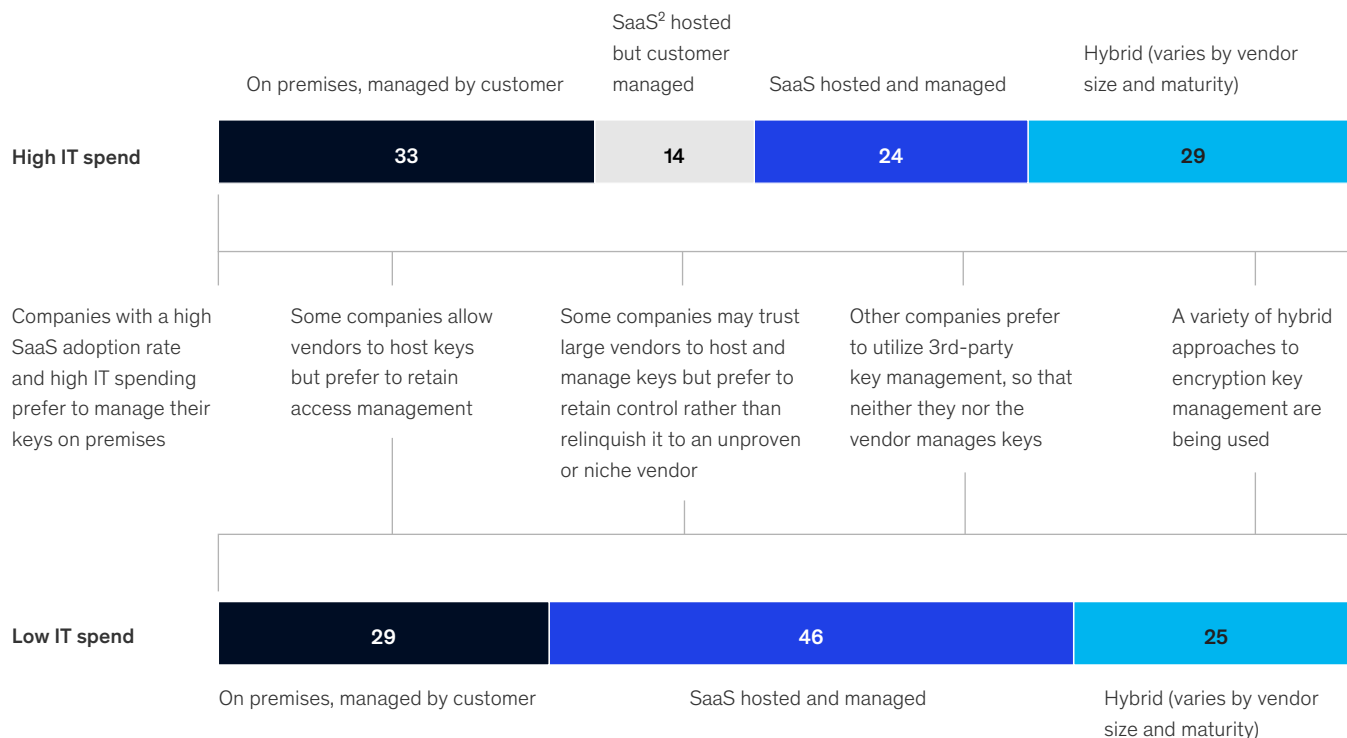 SaaS² hosted
but customer
managed
On premises, managed by customer
SaaS hosted and managed
Hybrid (varies by vendor
size and maturity)
High IT spend
33
14
24
29
Companies with a high
SaaS adoption rate
and high IT spending
prefer to manage their
keys on premises
Some companies allow
vendors to host keys
but prefer to retain
access management
Some companies may trust
large vendors to host and
manage keys but prefer to
retain control rather than
relinquish it to an unproven
or niche vendor
Other companies prefer
to utilize 3rd-party
key management, so that
neither they nor the
vendor manages keys
A variety of hybrid
approaches to
encryption key
management are
being used
Low IT spend
29
46
25
On premises, managed by customer
SaaS hosted and managed
Hybrid (varies by vendor
size and maturity)